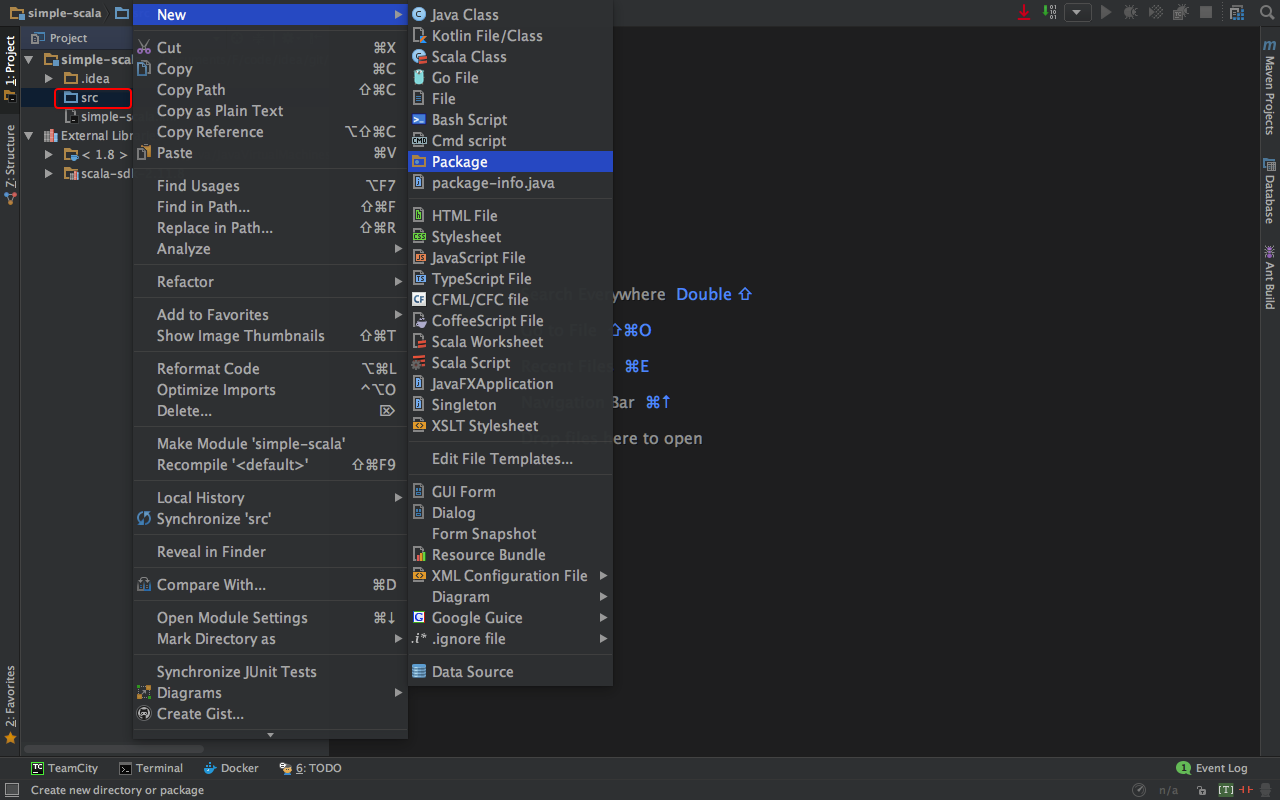 simple-scala
Project
simple-sca
.idea
src
simple-s
External Libr
< 1.8 >
scala-sd
1: Project
Z: Structure
2: Favorites
New
Cut ⌘X
Copy ⌘C
Copy Path ⇧⌘C
Copy as Plain Text
Copy Reference ⌥⇧⌘C
Paste ⌘V
Find Usages ⌥F7
Find in Path... ⇧⌘F
Replace in Path... ⇧⌘R
Analyze
Refactor
Add to Favorites
Show Image Thumbnails ⇧⌘T
Reformat Code ⌥⌘L
Optimize Imports ^⌥O
Delete... ⌦
Make Module 'simple-scala'
Recompile '<default>' ⇧⌘F9
Local History
Synchronize 'src'
Reveal in Finder
Compare With... ⌘D
Open Module Settings ⌘↓
Mark Directory as
Synchronize JUnit Tests
Diagrams
Create Gist...
Java Class
Kotlin File/Class
Scala Class
Go File
File
Bash Script
Cmd script
Package
package-info.java
HTML File
Stylesheet
JavaScript File
TypeScript File
CFML/CFC file
CoffeeScript File
Scala Worksheet
Scala Script
JavaFXApplication
Singleton
XSLT Stylesheet
Edit File Templates...
GUI Form
Dialog
Form Snapshot
Resource Bundle
XML Configuration File
Diagram
Google Guice
.i* .ignore file
Data Source
ywhere Double ⇧
⇧⌘O
⌘E
Bar ⌘↑
ere to open
Maven Projects
Database
Ant Build
TeamCity
Terminal
Docker
6: TODO
1 Event Log
Create new directory or package
n/a
[T]